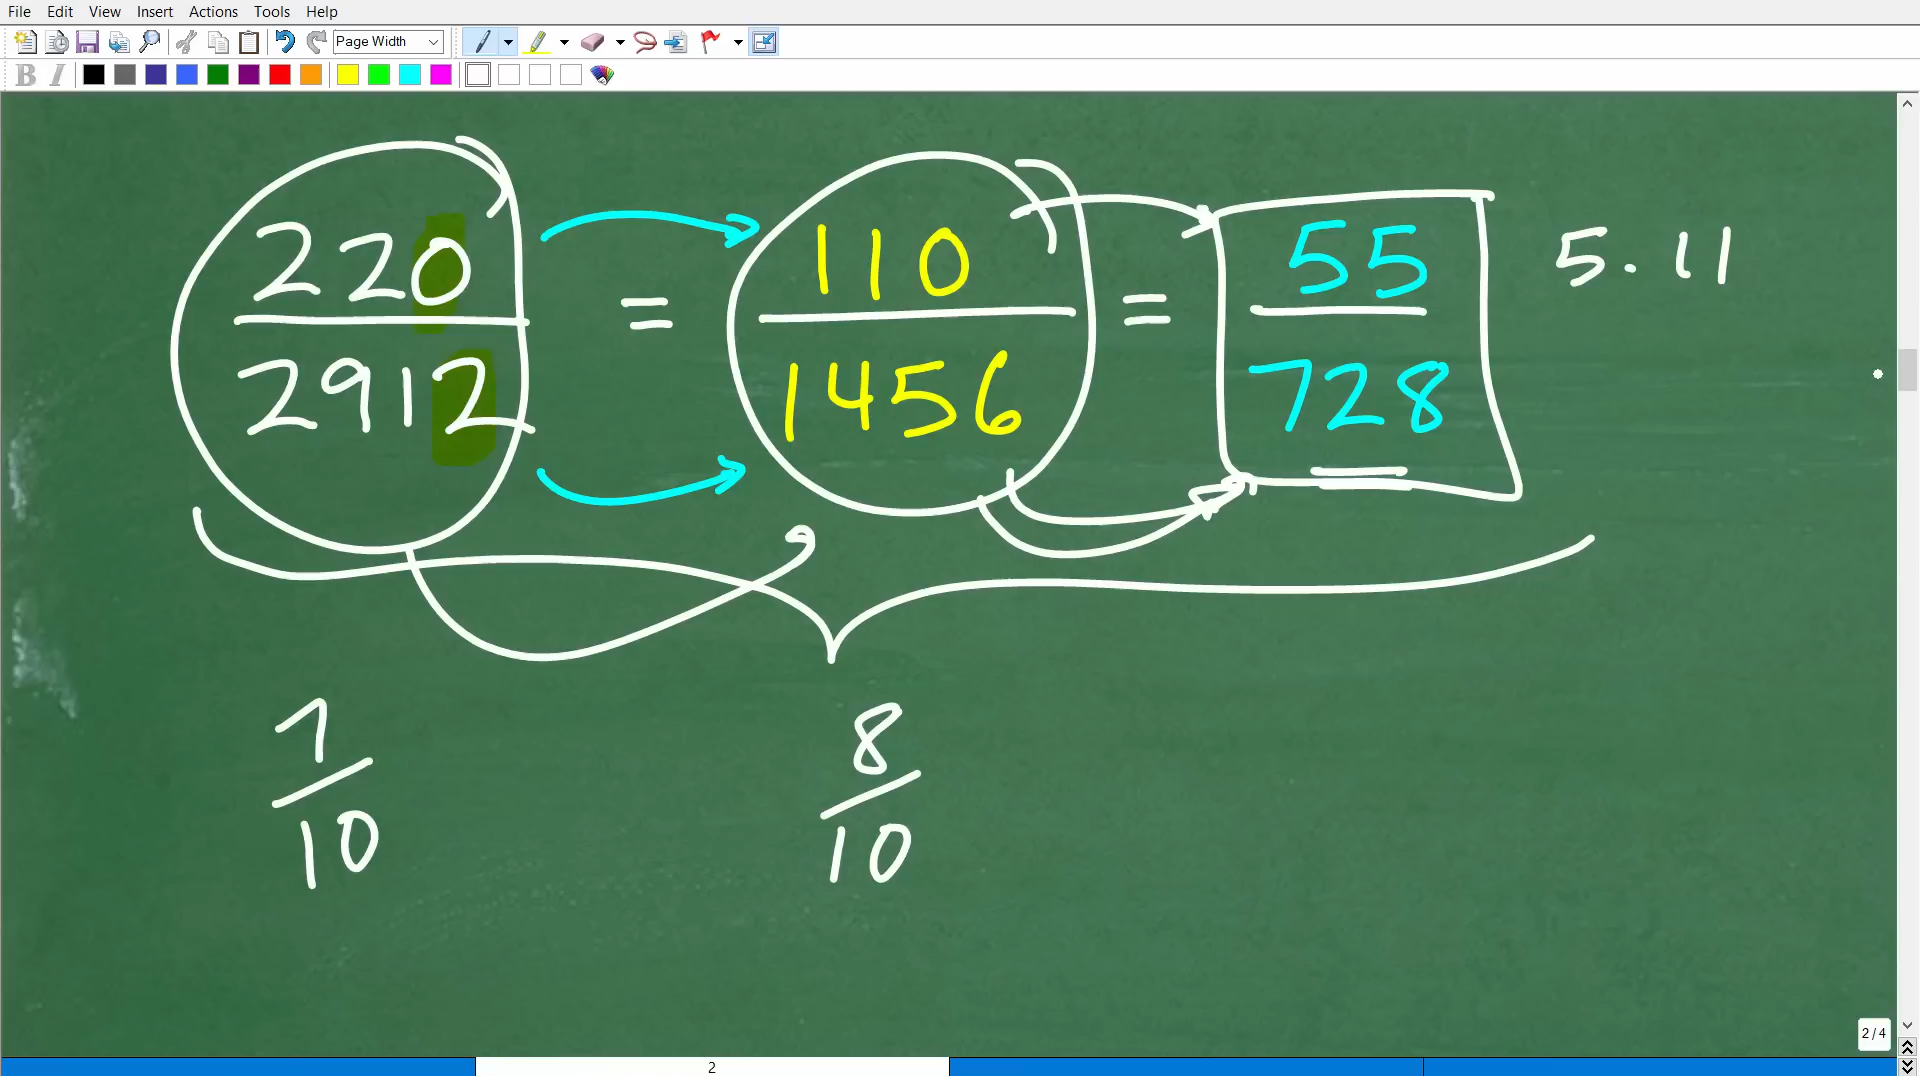 File Edit View Insert Actions Tools Help
Page Width
B I
220/2912 = 110/1456 = 55/728 5.11
7/10 8/10
2/4
2